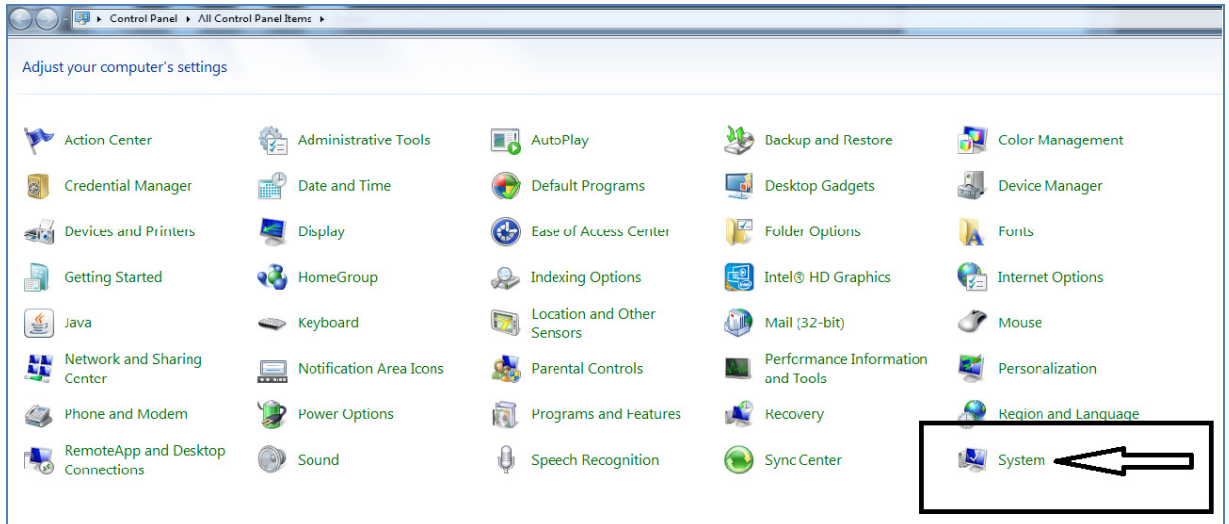 Control Panel ▸ All Control Panel Items ▸
Adjust your computer's settings
Action Center
Administrative Tools
AutoPlay
Backup and Restore
Color Management
Credential Manager
Date and Time
Default Programs
Desktop Gadgets
Device Manager
Devices and Printers
Display
Ease of Access Center
Folder Options
Fonts
Getting Started
HomeGroup
Indexing Options
Intel® HD Graphics
Internet Options
Java
Keyboard
Location and Other
Sensors
Mail (32-bit)
Mouse
Network and Sharing
Center
Notification Area Icons
Parental Controls
Performance Information
and Tools
Personalization
Phone and Modem
Power Options
Programs and Features
Recovery
Region and Language
RemoteApp and Desktop
Connections
Sound
Speech Recognition
Sync Center
System